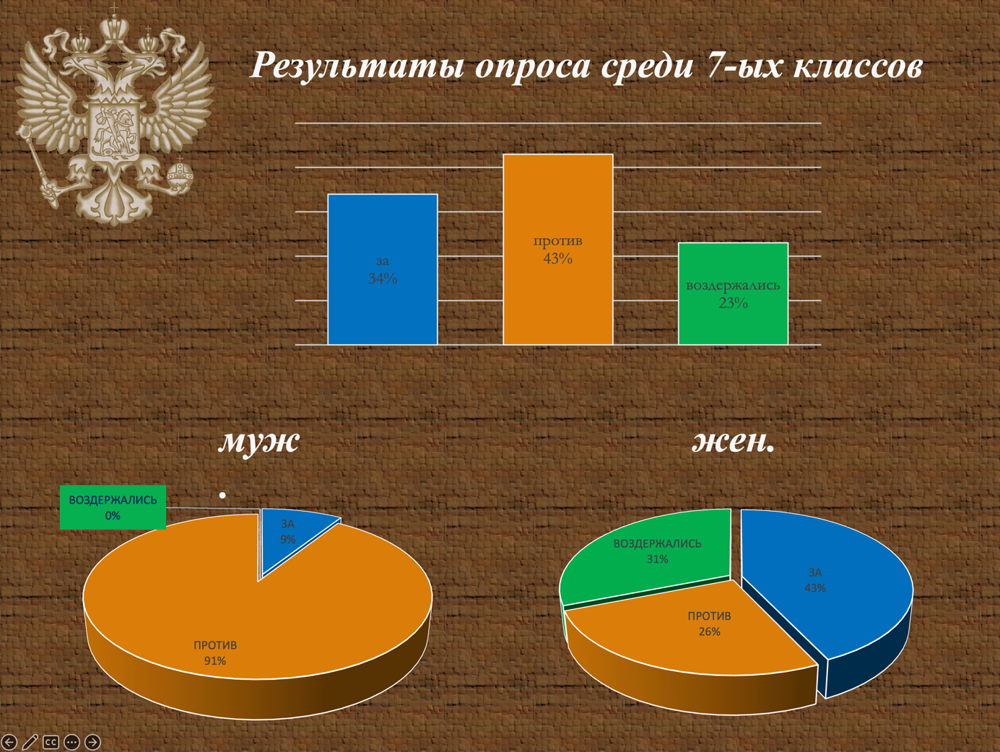 Результаты опроса среди 7-ых классов
за
34%
против
43%
воздержались
23%
муж
жен.
ВОЗДЕРЖАЛИСЬ
0%
ЗА
9%
ПРОТИВ
91%
ВОЗДЕРЖАЛИСЬ
31%
ЗА
43%
ПРОТИВ
26%
CC